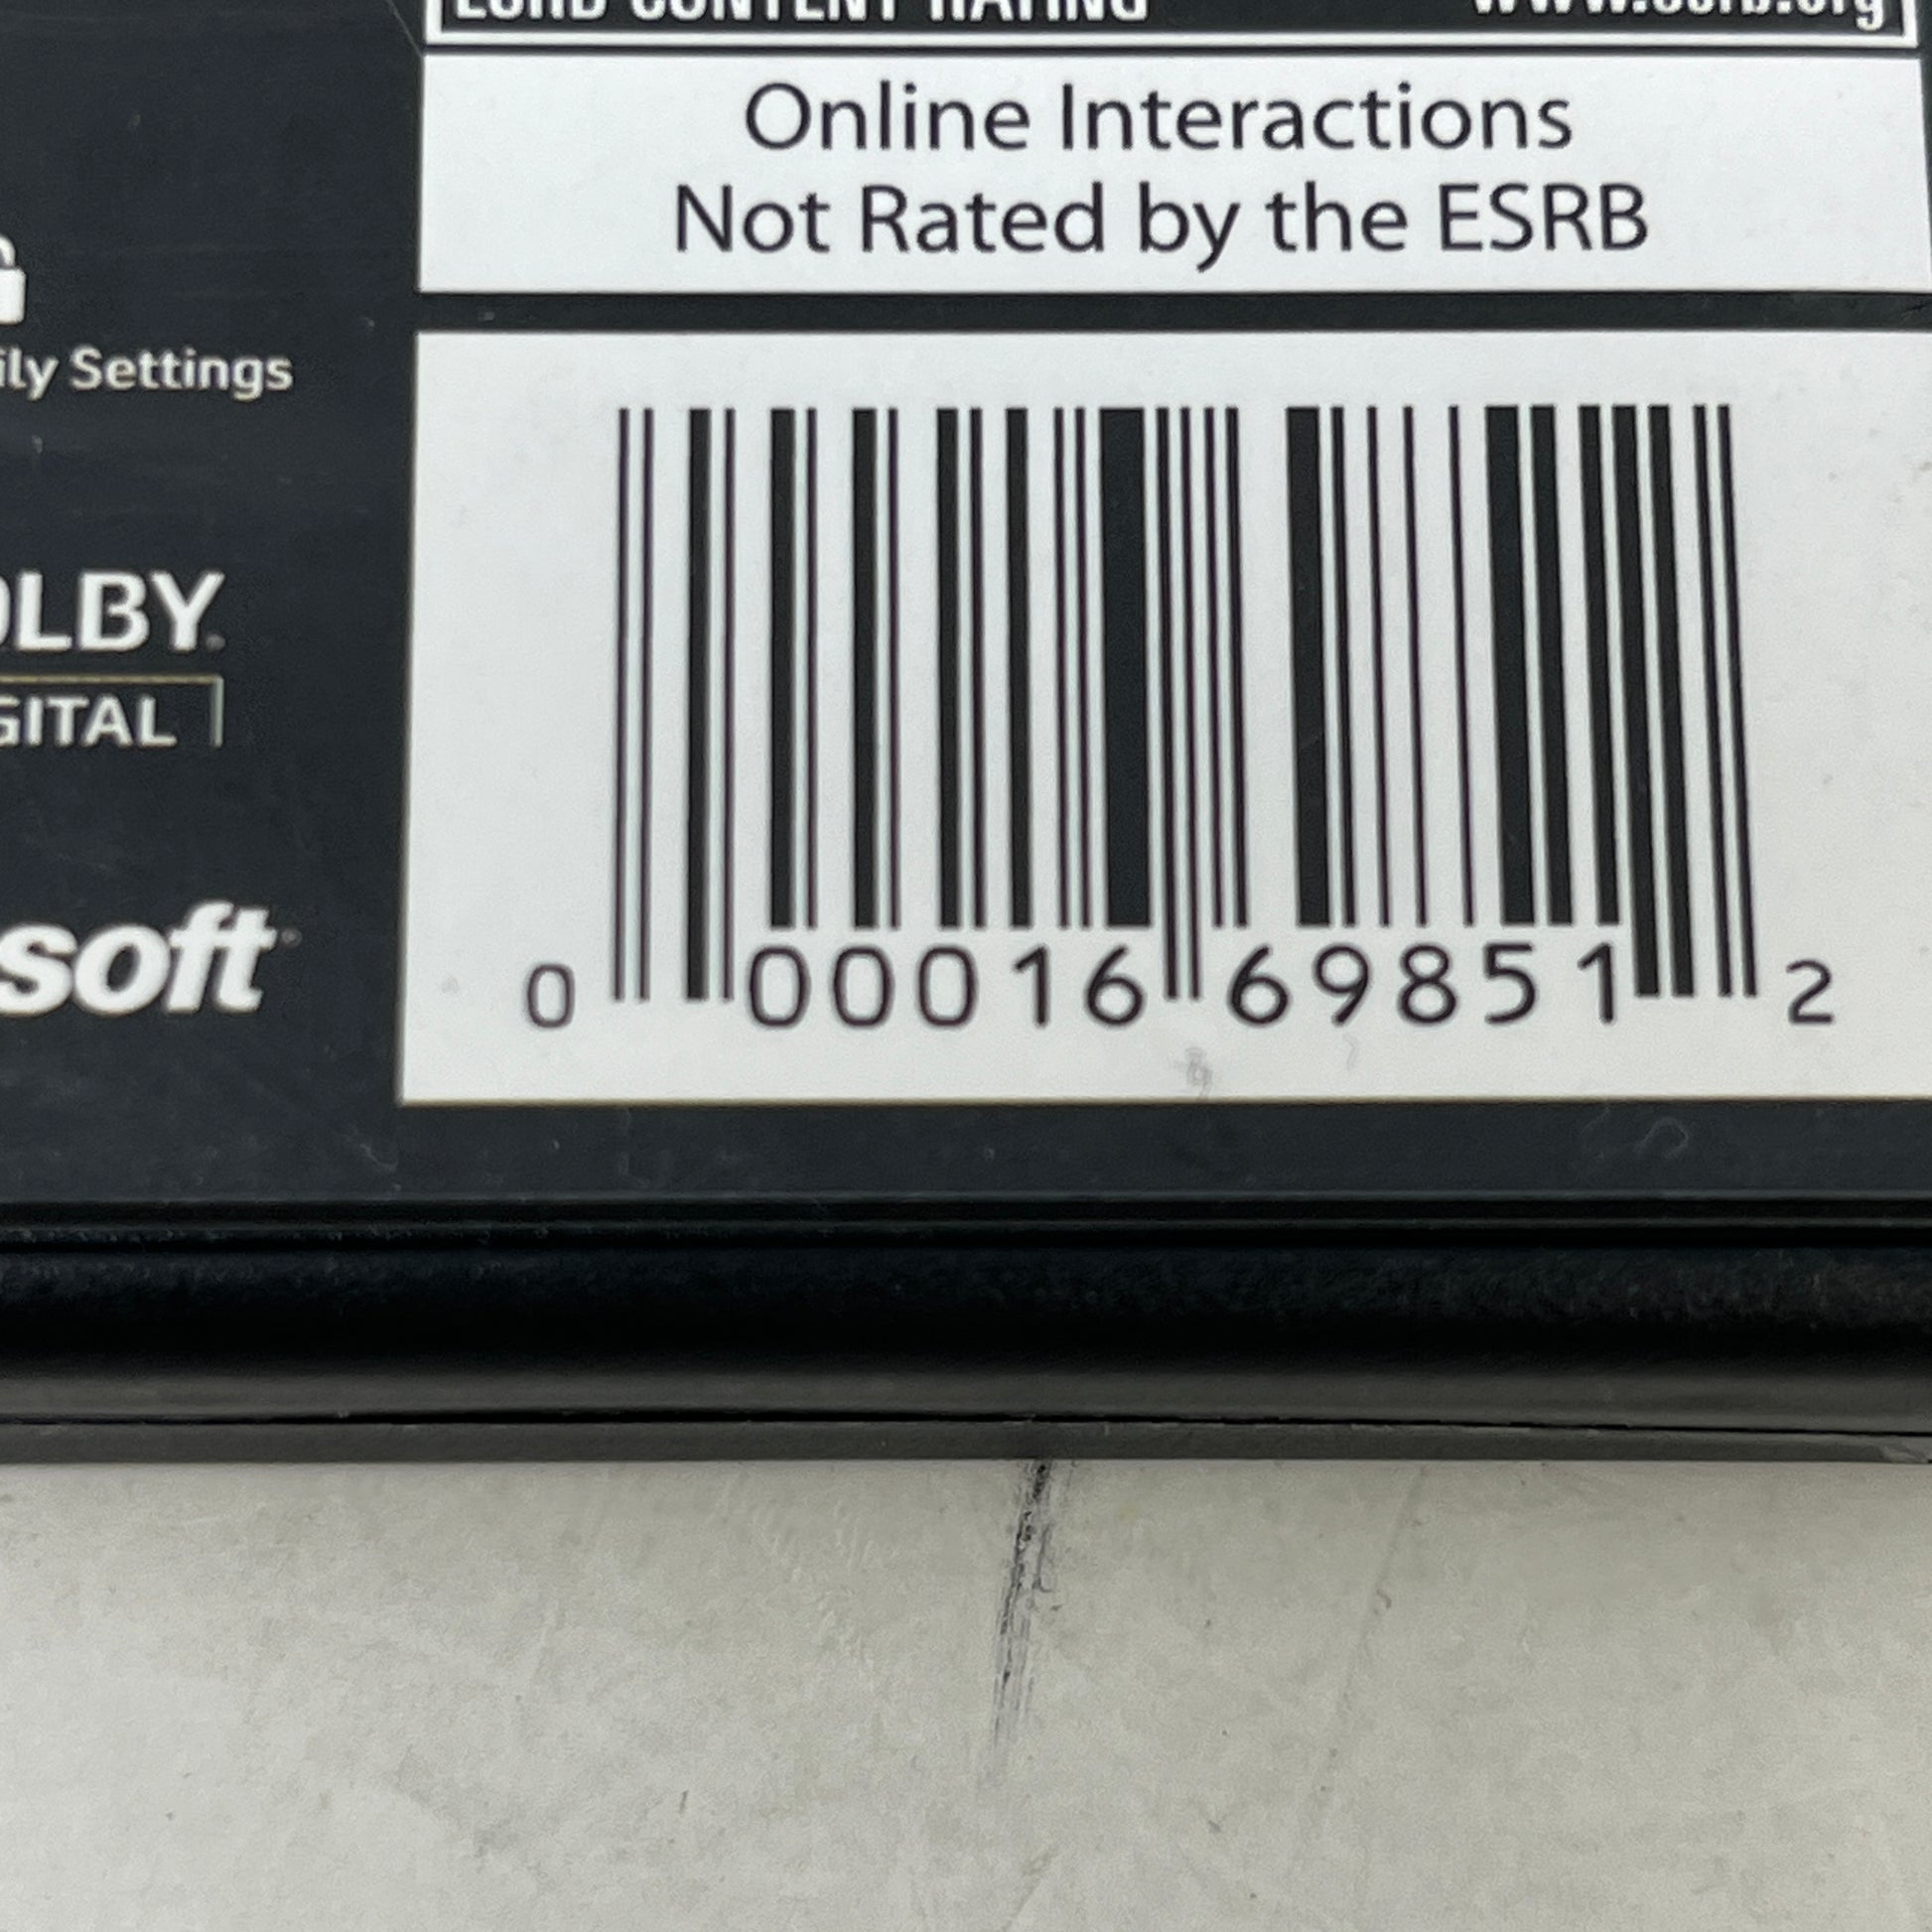 ESRB CONTENT RATING www.esrb.org
Online Interactions
Not Rated by the ESRB
ily Settings
OLBY
GITAL
soft
0 00016 69851 2